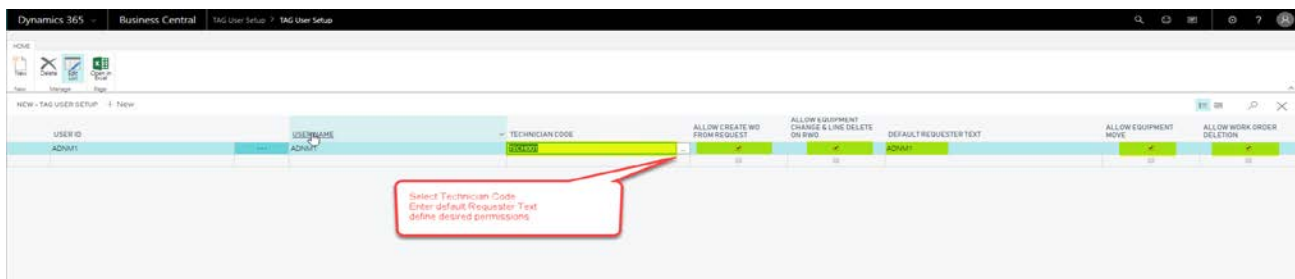 Dynamics 365 Business Central TAG User Setup > TAG User Setup ?
HOME
New Delete Edit List Open in Excel
New Manage Page
NEW - TAG USER SETUP + New
USER ID USERNAME TECHNICIAN CODE ALLOW CREATE WO FROM REQUEST ALLOW EQUIPMENT CHANGE & LINE DELETE ON RWO DEFAULT REQUESTER TEXT ALLOW EQUIPMENT MOVE ALLOW WORK ORDER DELETION
ADNM1 ADNM1 ADNM1
Select Technician Code
Enter default Requester Text
define desired permissions